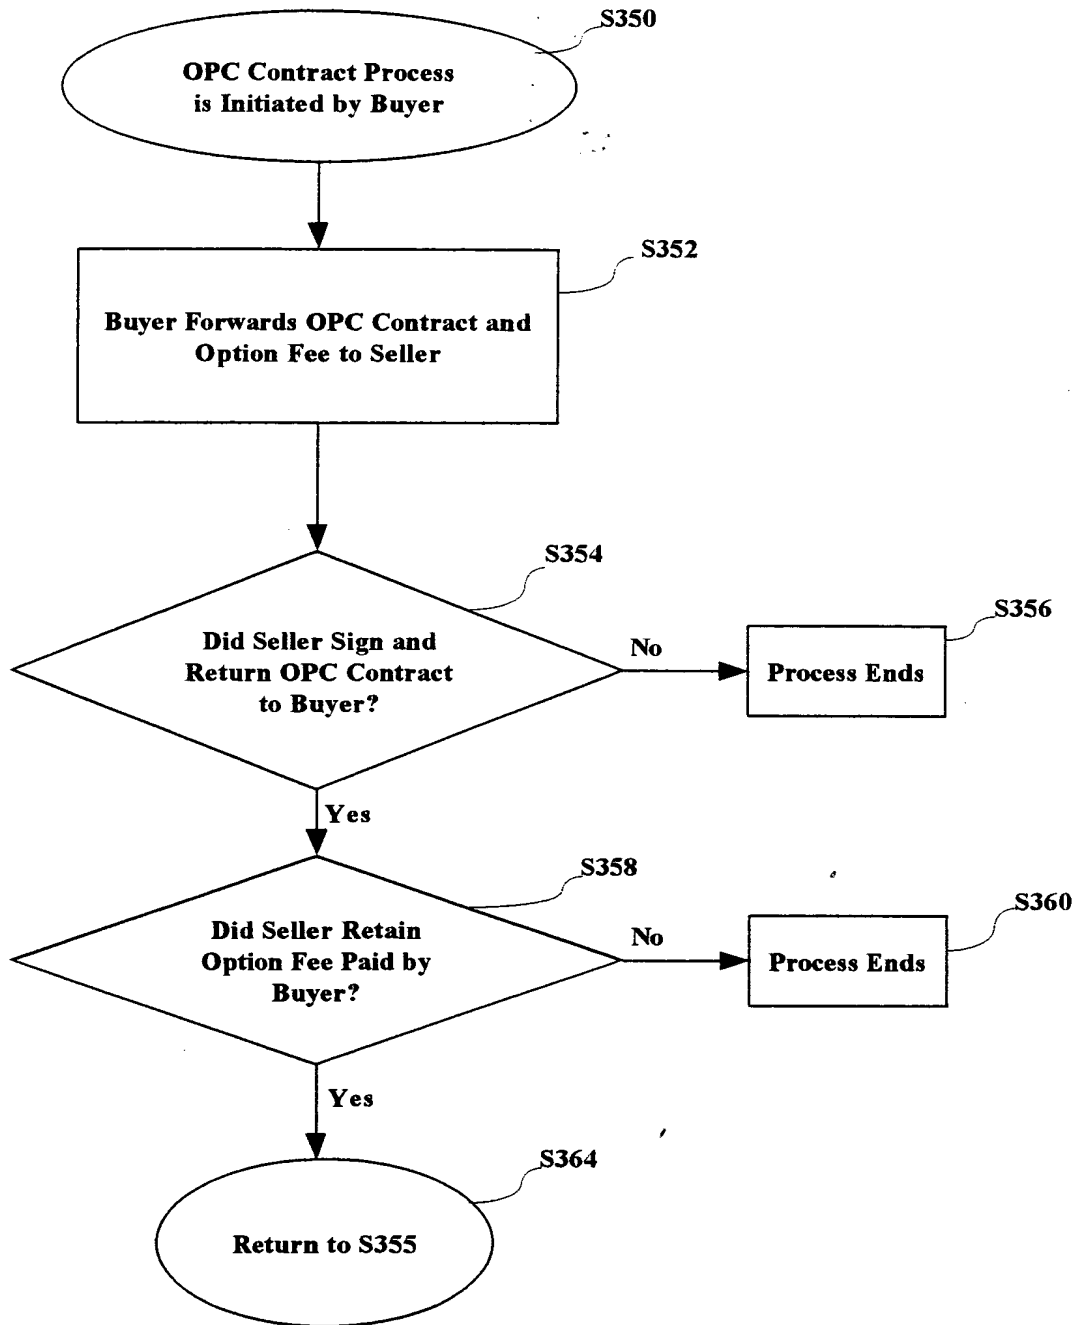 S350
OPC Contract Process
is Initiated by Buyer
S352
Buyer Forwards OPC Contract and
Option Fee to Seller
S354
Did Seller Sign and
Return OPC Contract
to Buyer?
No
S356
Process Ends
Yes
S358
Did Seller Retain
Option Fee Paid by
Buyer?
No
S360
Process Ends
Yes
S364
Return to S355